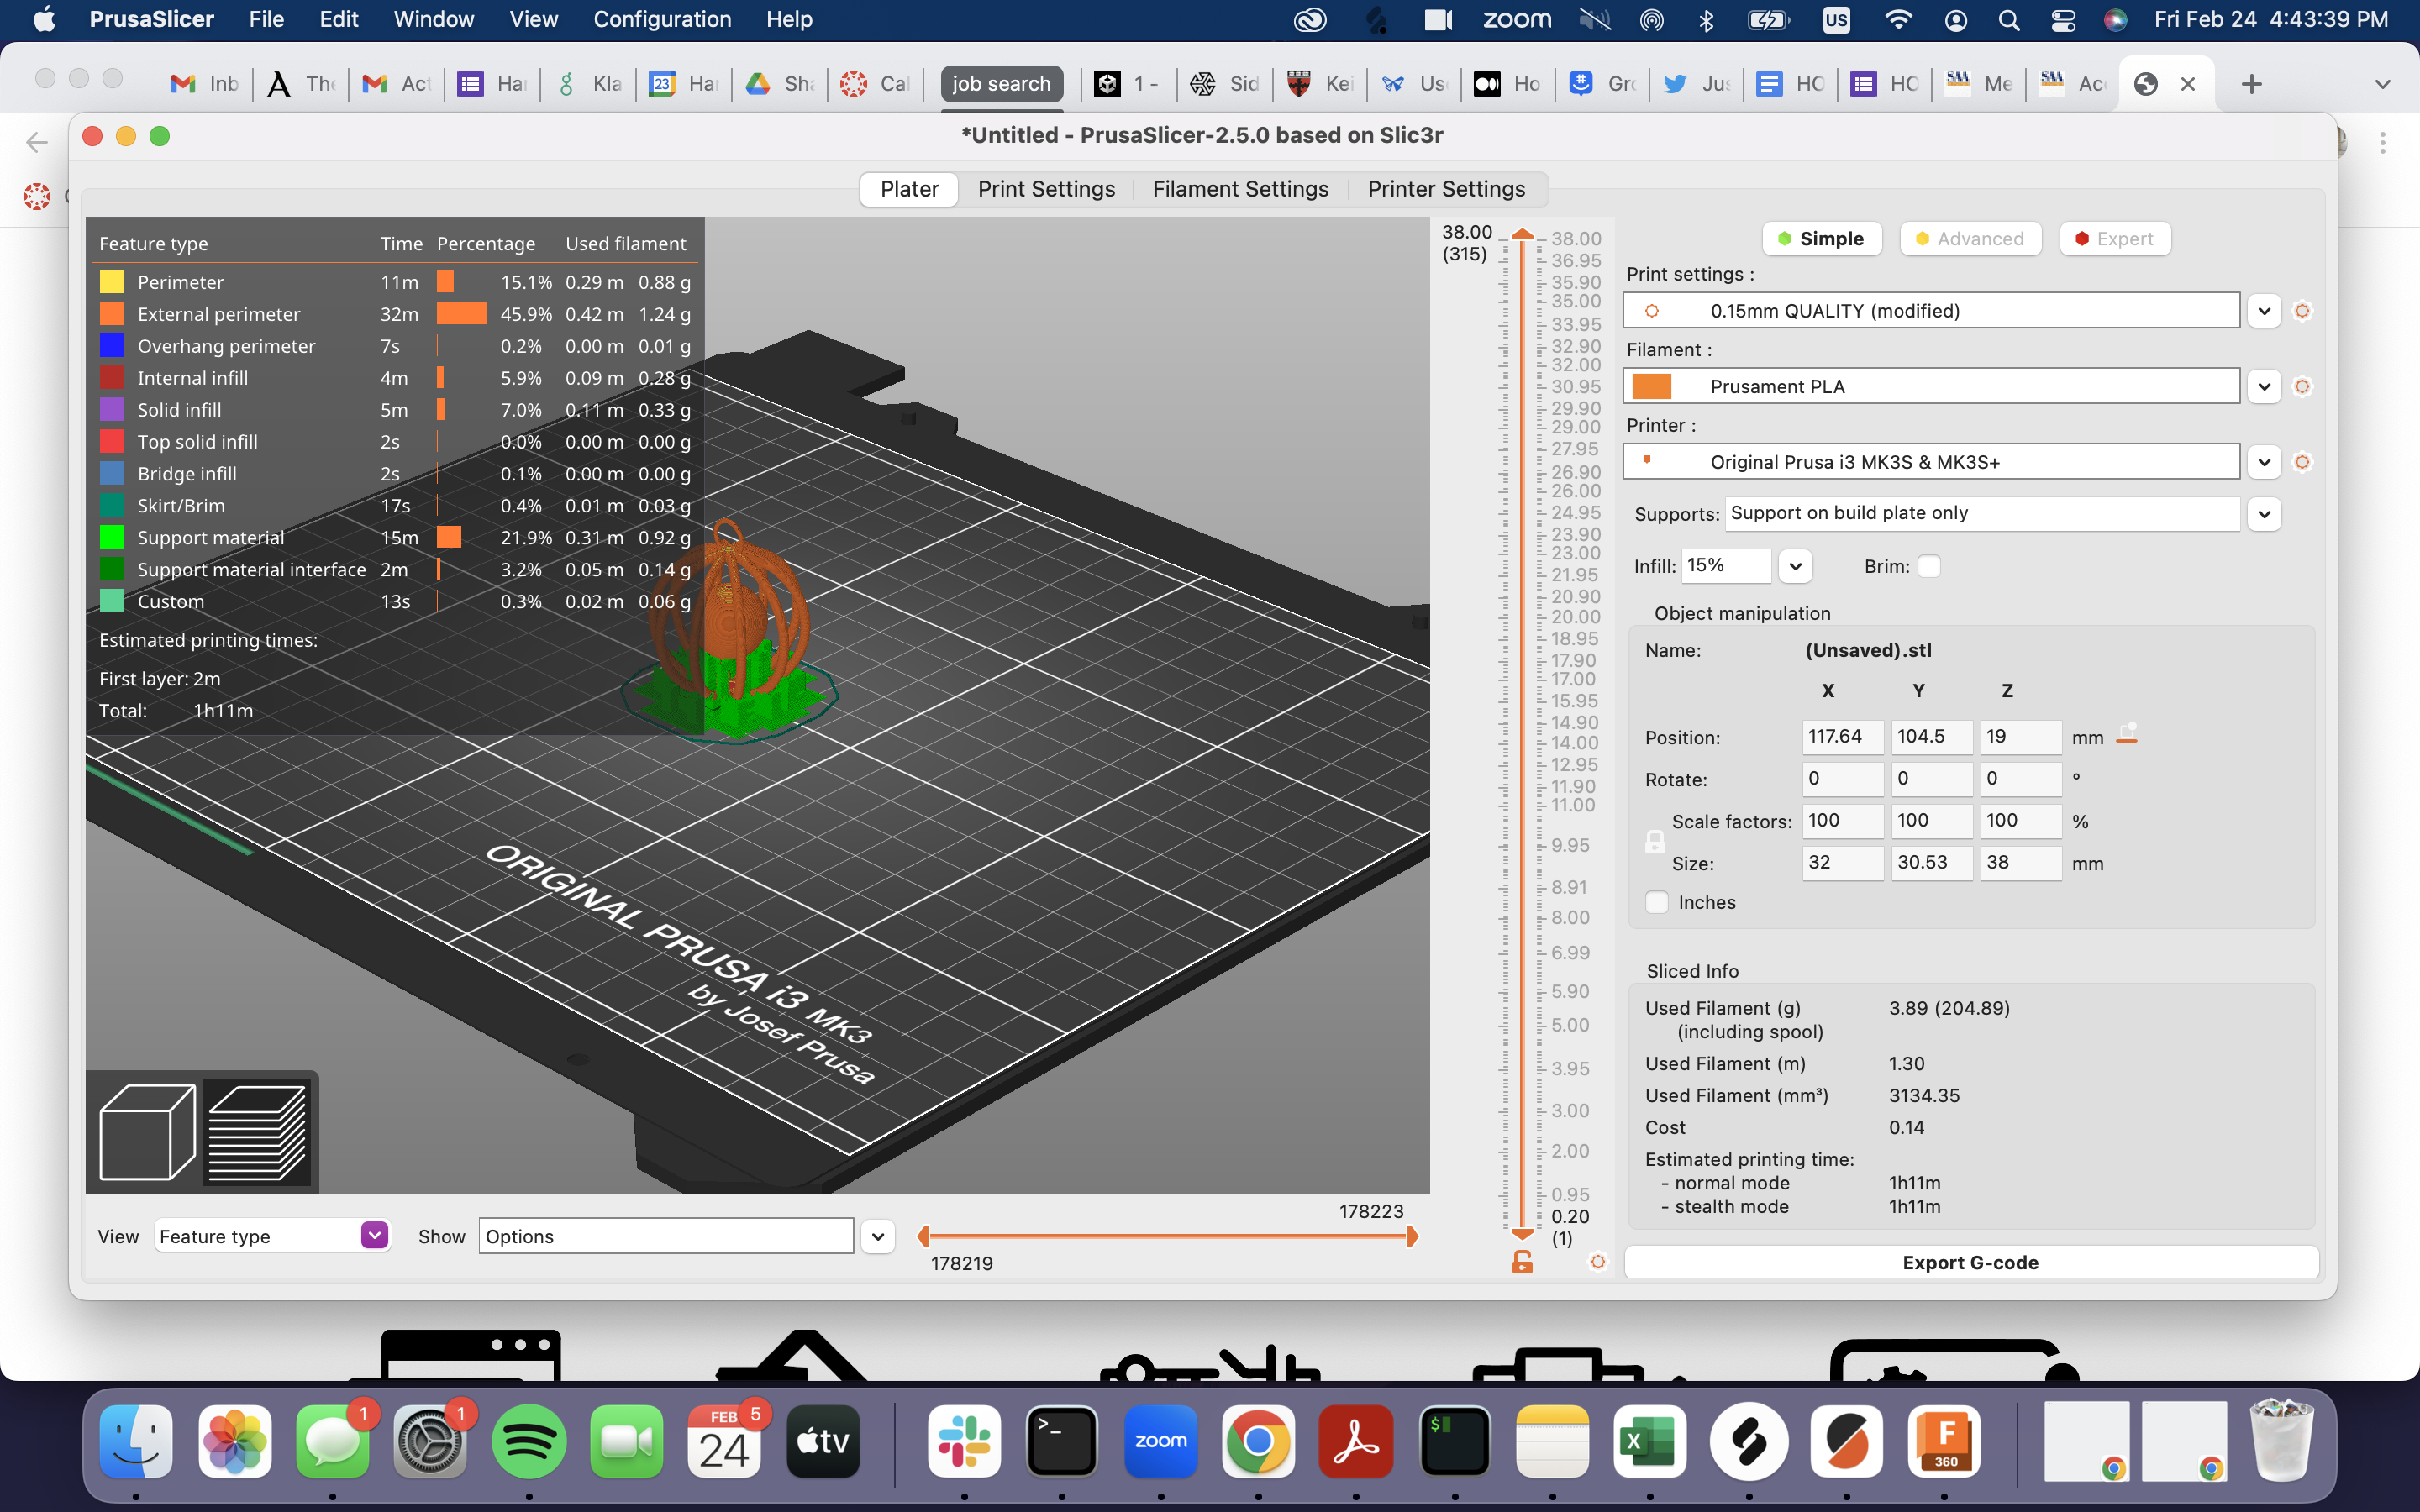 PrusaSlicer File Edit Window View Configuration Help zoom US Fri Feb 24 4:43:39 PM
Inb The Act Har Kla 23 Har Sha Cal job search 1 - Sid Kei Us Ho Gr Jus HO HO Me Acc
*Untitled - PrusaSlicer-2.5.0 based on Slic3r
Plater Print Settings Filament Settings Printer Settings
Feature type Time Percentage Used filament
Perimeter 11m 15.1% 0.29 m 0.88 g
External perimeter 32m 45.9% 0.42 m 1.24 g
Overhang perimeter 7s 0.2% 0.00 m 0.01 g
Internal infill 4m 5.9% 0.09 m 0.28 g
Solid infill 5m 7.0% 0.11 m 0.33 g
Top solid infill 2s 0.0% 0.00 m 0.00 g
Bridge infill 2s 0.1% 0.00 m 0.00 g
Skirt/Brim 17s 0.4% 0.01 m 0.03 g
Support material 15m 21.9% 0.31 m 0.92 g
Support material interface 2m 3.2% 0.05 m 0.14 g
Custom 13s 0.3% 0.02 m 0.06 g
Estimated printing times:
First layer: 2m
Total: 1h11m
ORIGINAL PRUSA i3 MK3
by Josef Prusa
View Feature type Show Options
178223
178219
38.00
(315)
38.00
36.95
35.90
35.00
33.95
32.90
32.00
30.95
29.90
29.00
27.95
26.90
26.00
24.95
23.90
23.00
21.95
20.90
20.00
18.95
17.90
17.00
15.95
14.90
14.00
12.95
11.90
11.00
9.95
8.91
8.00
6.99
5.90
5.00
3.95
3.00
2.00
0.95
0.20
(1)
Simple Advanced Expert
Print settings :
0.15mm QUALITY (modified)
Filament :
Prusament PLA
Printer :
Original Prusa i3 MK3S & MK3S+
Supports: Support on build plate only
Infill: 15% Brim:
Object manipulation
Name: (Unsaved).stl
X Y Z
Position: 117.64 104.5 19 mm
Rotate: 0 0 0 °
Scale factors: 100 100 100 %
Size: 32 30.53 38 mm
Inches
Sliced Info
Used Filament (g) 3.89 (204.89)
(including spool)
Used Filament (m) 1.30
Used Filament (mm³) 3134.35
Cost 0.14
Estimated printing time:
- normal mode 1h11m
- stealth mode 1h11m
Export G-code
1 1 FEB 24 5 tv >_ zoom $ X F 360